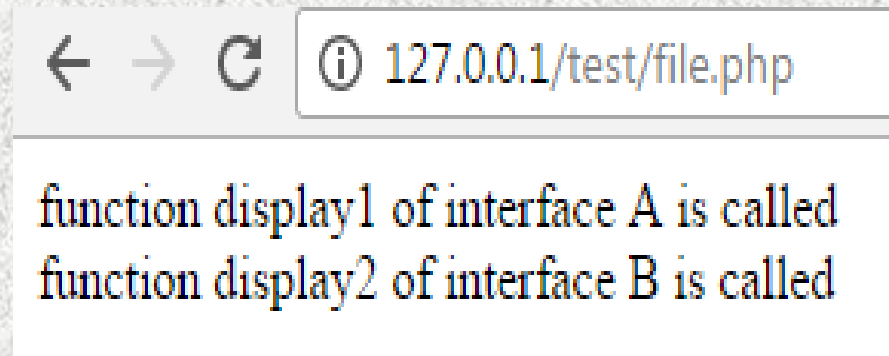 127.0.0.1/test/file.php
function display1 of interface A is called
function display2 of interface B is called